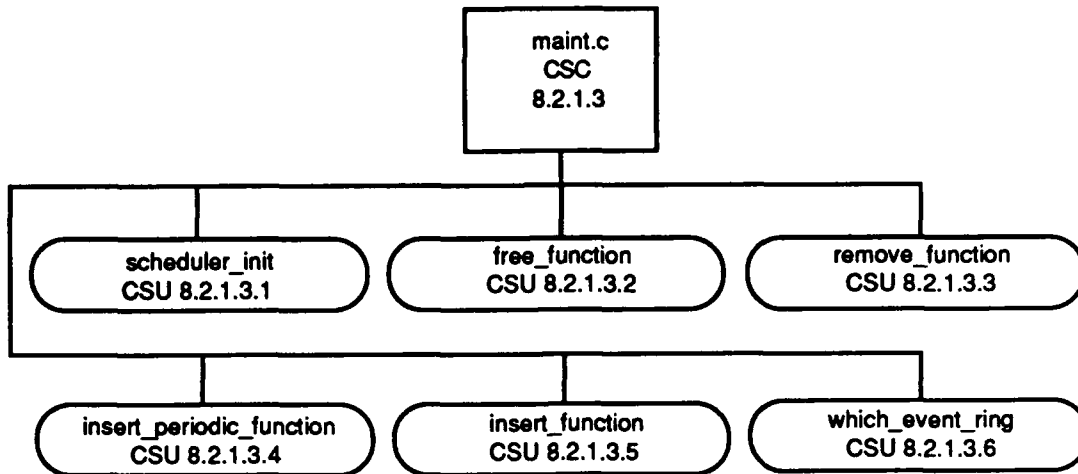 maint.c
CSC
8.2.1.3
scheduler_init
CSU 8.2.1.3.1
free_function
CSU 8.2.1.3.2
remove_function
CSU 8.2.1.3.3
insert_periodic_function
CSU 8.2.1.3.4
insert_function
CSU 8.2.1.3.5
which_event_ring
CSU 8.2.1.3.6